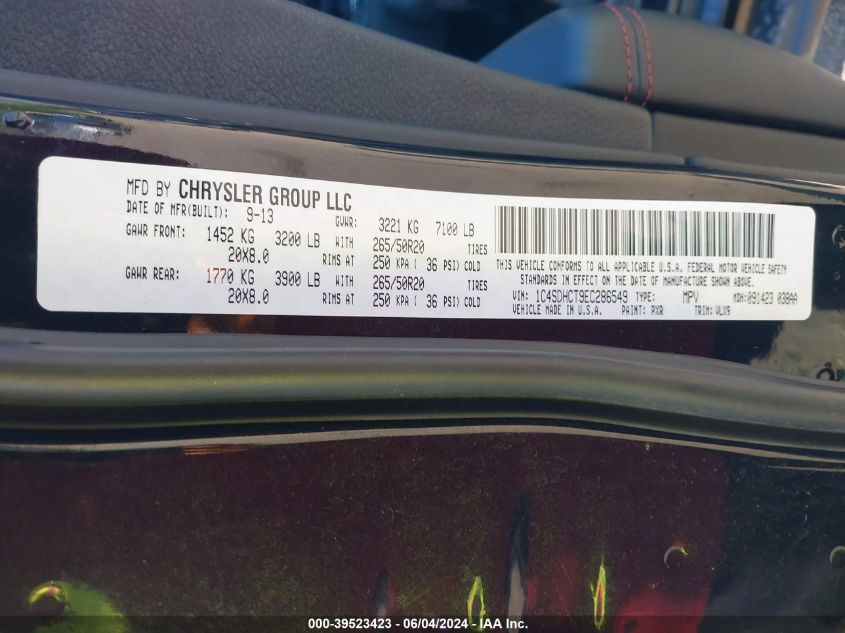 MFD BY CHRYSLER GROUP LLC
DATE OF MFR(BUILT): 9-13 GVWR: 3221 KG 7100 LB
GAWR FRONT: 1452 KG 3200 LB WITH 265/50R20 TIRES
20X8.0 RIMS AT 250 KPA ( 36 PSI) COLD
GAWR REAR: 1770 KG 3900 LB WITH 265/50R20 TIRES
20X8.0 RIMS AT 250 KPA ( 36 PSI) COLD
THIS VEHICLE CONFORMS TO ALL APPLICABLE U.S.A. FEDERAL MOTOR VEHICLE SAFETY
STANDARDS IN EFFECT ON THE DATE OF MANUFACTURE SHOWN ABOVE.
VIN: 1C4SDHCT9EC286549 TYPE: MPV MDH:091423 038AA
VEHICLE MADE IN U.S.A. PAINT: PXR TRIM: VLX9
000-39523423 - 06/04/2024 - IAA Inc.